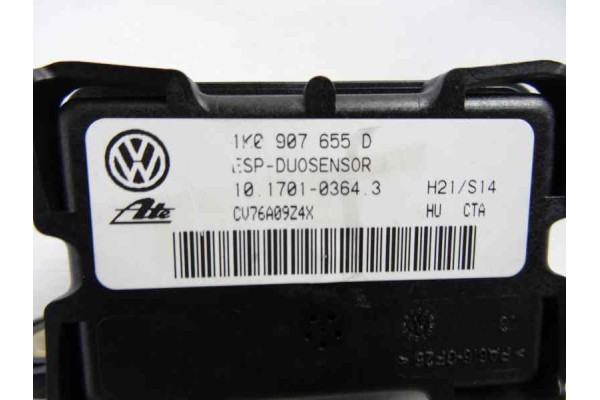 1K0 907 655 D
ESP-DUOSENSOR
10.1701-0364.3 H21/S14
CV76A09Z4X HU CTA
Ate